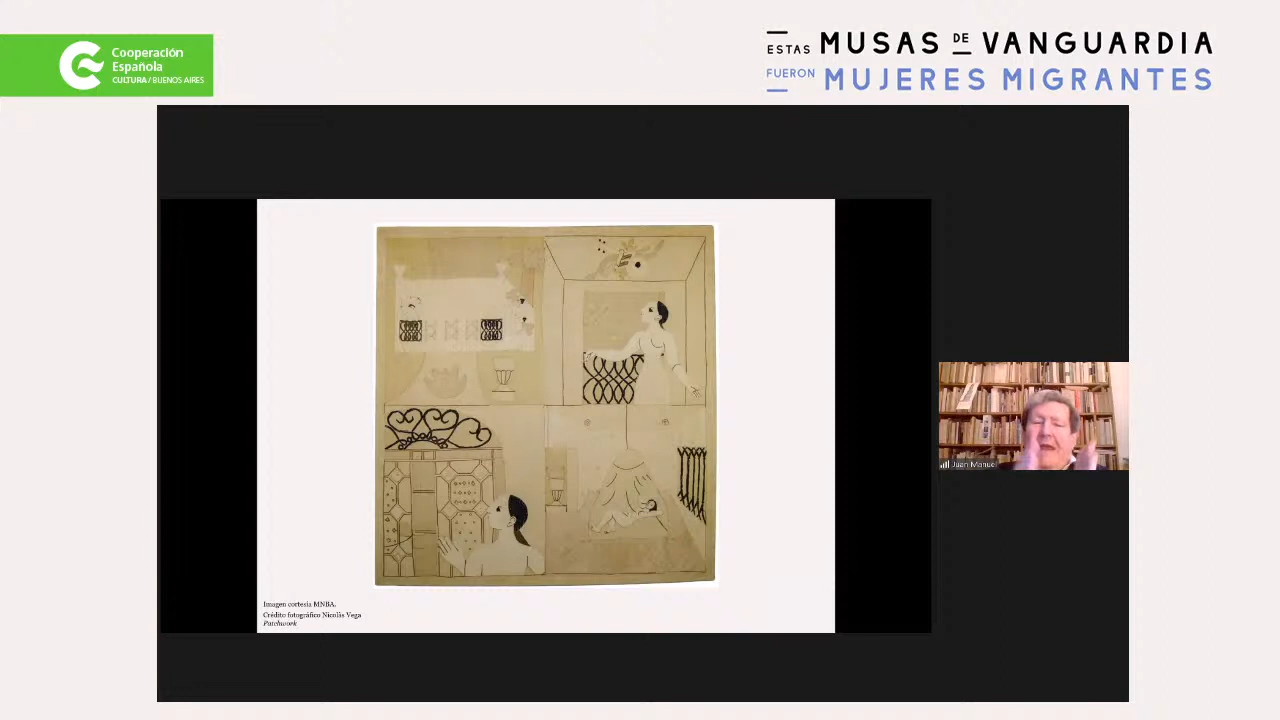 Cooperación
Española
CULTURA / BUENOS AIRES
ESTAS MUSAS DE VANGUARDIA
FUERON MUJERES MIGRANTES
Juan Manuel
Imagen cortesía MNBA.
Crédito fotográfico Nicolás Vega
Patchwork